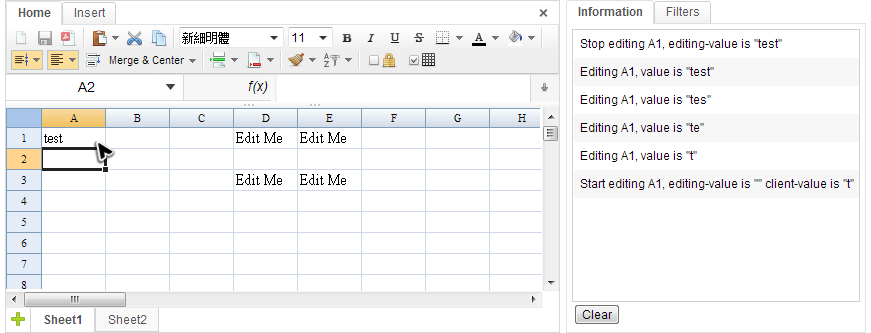 Home Insert
新細明體 11 B I U S A
Merge & Center
A2 f(x)
A B C D E F G H
1 test Edit Me Edit Me
2
3 Edit Me Edit Me
4
5
6
7
8
Sheet1 Sheet2
Information Filters
Stop editing A1, editing-value is "test"
Editing A1, value is "test"
Editing A1, value is "tes"
Editing A1, value is "te"
Editing A1, value is "t"
Start editing A1, editing-value is "" client-value is "t"
Clear